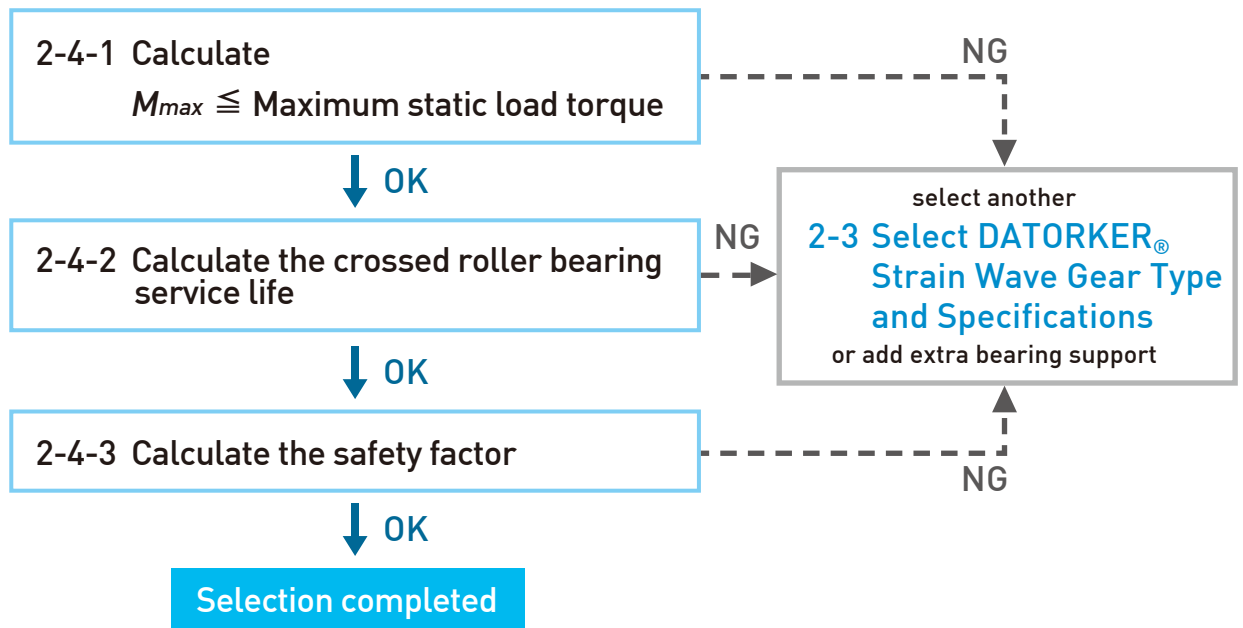 2-4-1 Calculate
Mmax ≦ Maximum static load torque
NG
OK
2-4-2 Calculate the crossed roller bearing
service life
NG
select another
2-3 Select DATORKER®
Strain Wave Gear Type
and Specifications
or add extra bearing support
OK
2-4-3 Calculate the safety factor
NG
OK
Selection completed